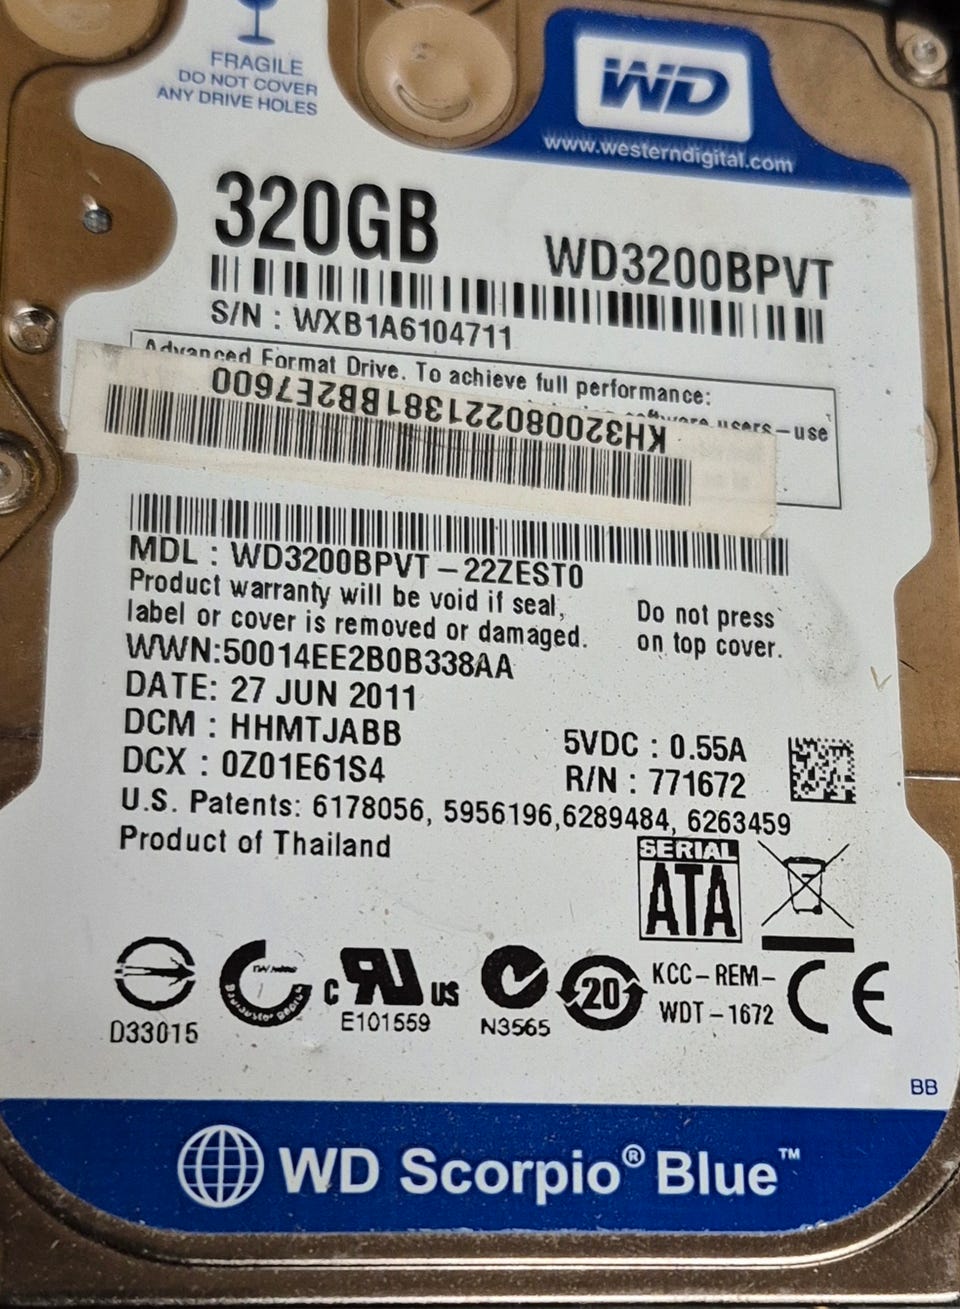 FRAGILE
DO NOT COVER
ANY DRIVE HOLES
WD
www.westerndigital.com
320GB
WD3200BPVT
S/N : WXB1A6104711
Advanced Format Drive. To achieve full performance:
users-use
KH320080221381BB2E7600
MDL : WD3200BPVT-22ZEST0
Product warranty will be void if seal,
label or cover is removed or damaged.
Do not press
on top cover.
WWN:50014EE2B0B338AA
DATE: 27 JUN 2011
DCM : HHMTJABB
DCX : 0Z01E61S4
5VDC : 0.55A
R/N : 771672
U.S. Patents: 6178056, 5956196,6289484, 6263459
Product of Thailand
SERIAL
ATA
D33015
C US
E101559
N3565
20
KCC-REM-
WDT-1672
CE
BB
WD Scorpio® Blue™